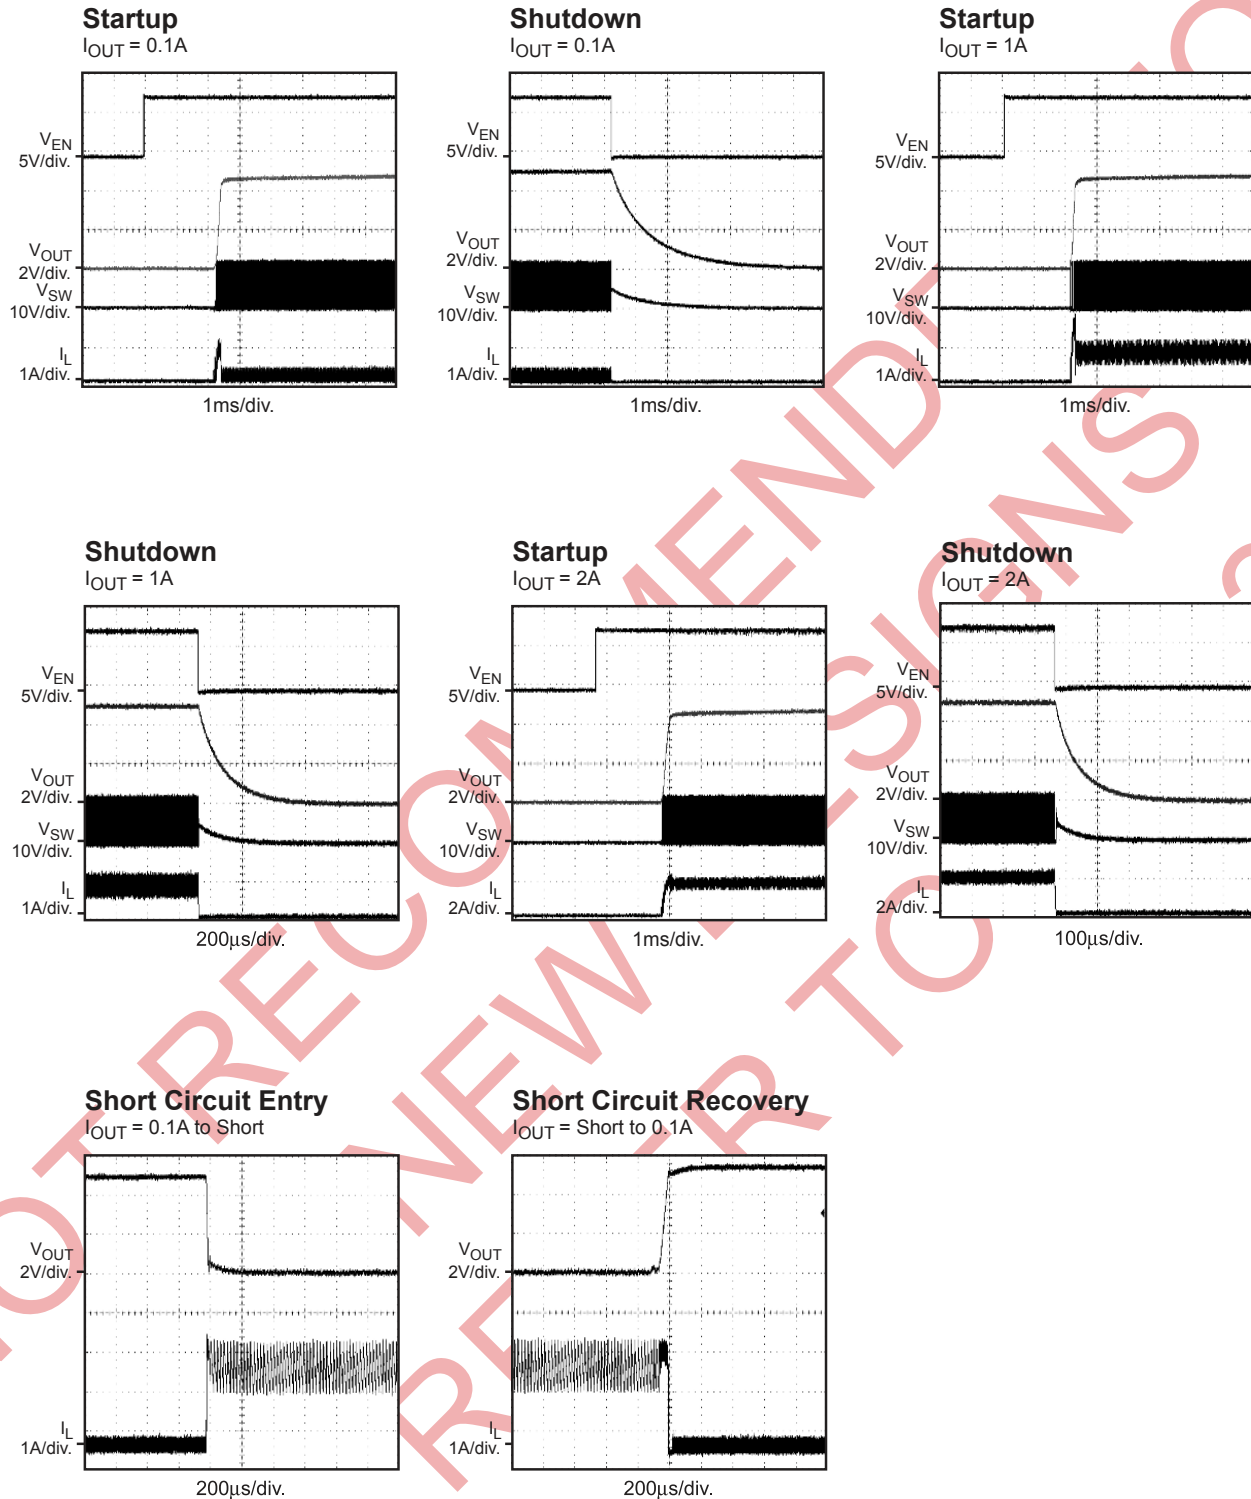 Startup
IOUT = 0.1A
VEN
5V/div.
VOUT
2V/div.
VSW
10V/div.
IL
1A/div.
1ms/div.
Shutdown
IOUT = 0.1A
VEN
5V/div.
VOUT
2V/div.
VSW
10V/div.
IL
1A/div.
1ms/div.
Startup
IOUT = 1A
VEN
5V/div.
VOUT
2V/div.
VSW
10V/div.
IL
1A/div.
1ms/div.
Shutdown
IOUT = 1A
VEN
5V/div.
VOUT
2V/div.
VSW
10V/div.
IL
1A/div.
200µs/div.
Startup
IOUT = 2A
VEN
5V/div.
VOUT
2V/div.
VSW
10V/div.
IL
2A/div.
1ms/div.
Shutdown
IOUT = 2A
VEN
5V/div.
VOUT
2V/div.
VSW
10V/div.
IL
2A/div.
100µs/div.
Short Circuit Entry
IOUT = 0.1A to Short
VOUT
2V/div.
IL
1A/div.
200µs/div.
Short Circuit Recovery
IOUT = Short to 0.1A
VOUT
2V/div.
IL
1A/div.
200µs/div.